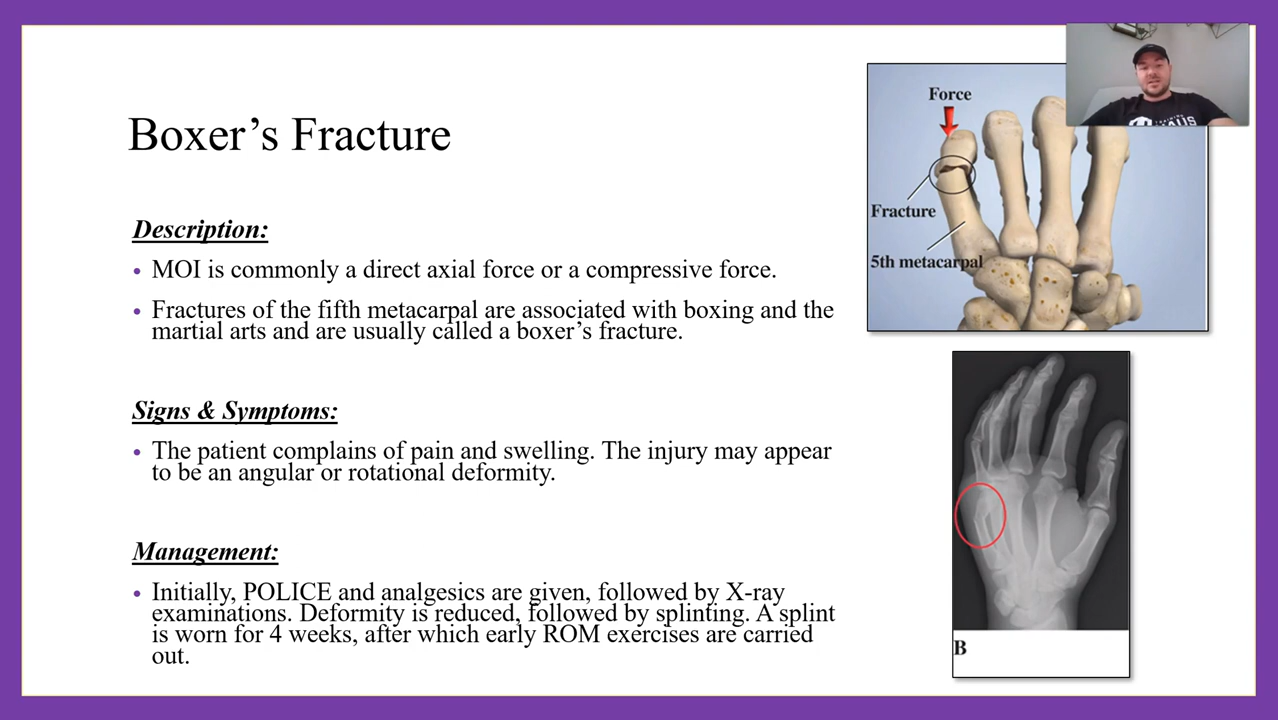 Boxer's Fracture
Description:
• MOI is commonly a direct axial force or a compressive force.
• Fractures of the fifth metacarpal are associated with boxing and the
martial arts and are usually called a boxer's fracture.
Signs & Symptoms:
• The patient complains of pain and swelling. The injury may appear
to be an angular or rotational deformity.
Management:
• Initially, POLICE and analgesics are given, followed by X-ray
examinations. Deformity is reduced, followed by splinting. A splint
is worn for 4 weeks, after which early ROM exercises are carried
out.
Force
Fracture
5th metacarpal
B